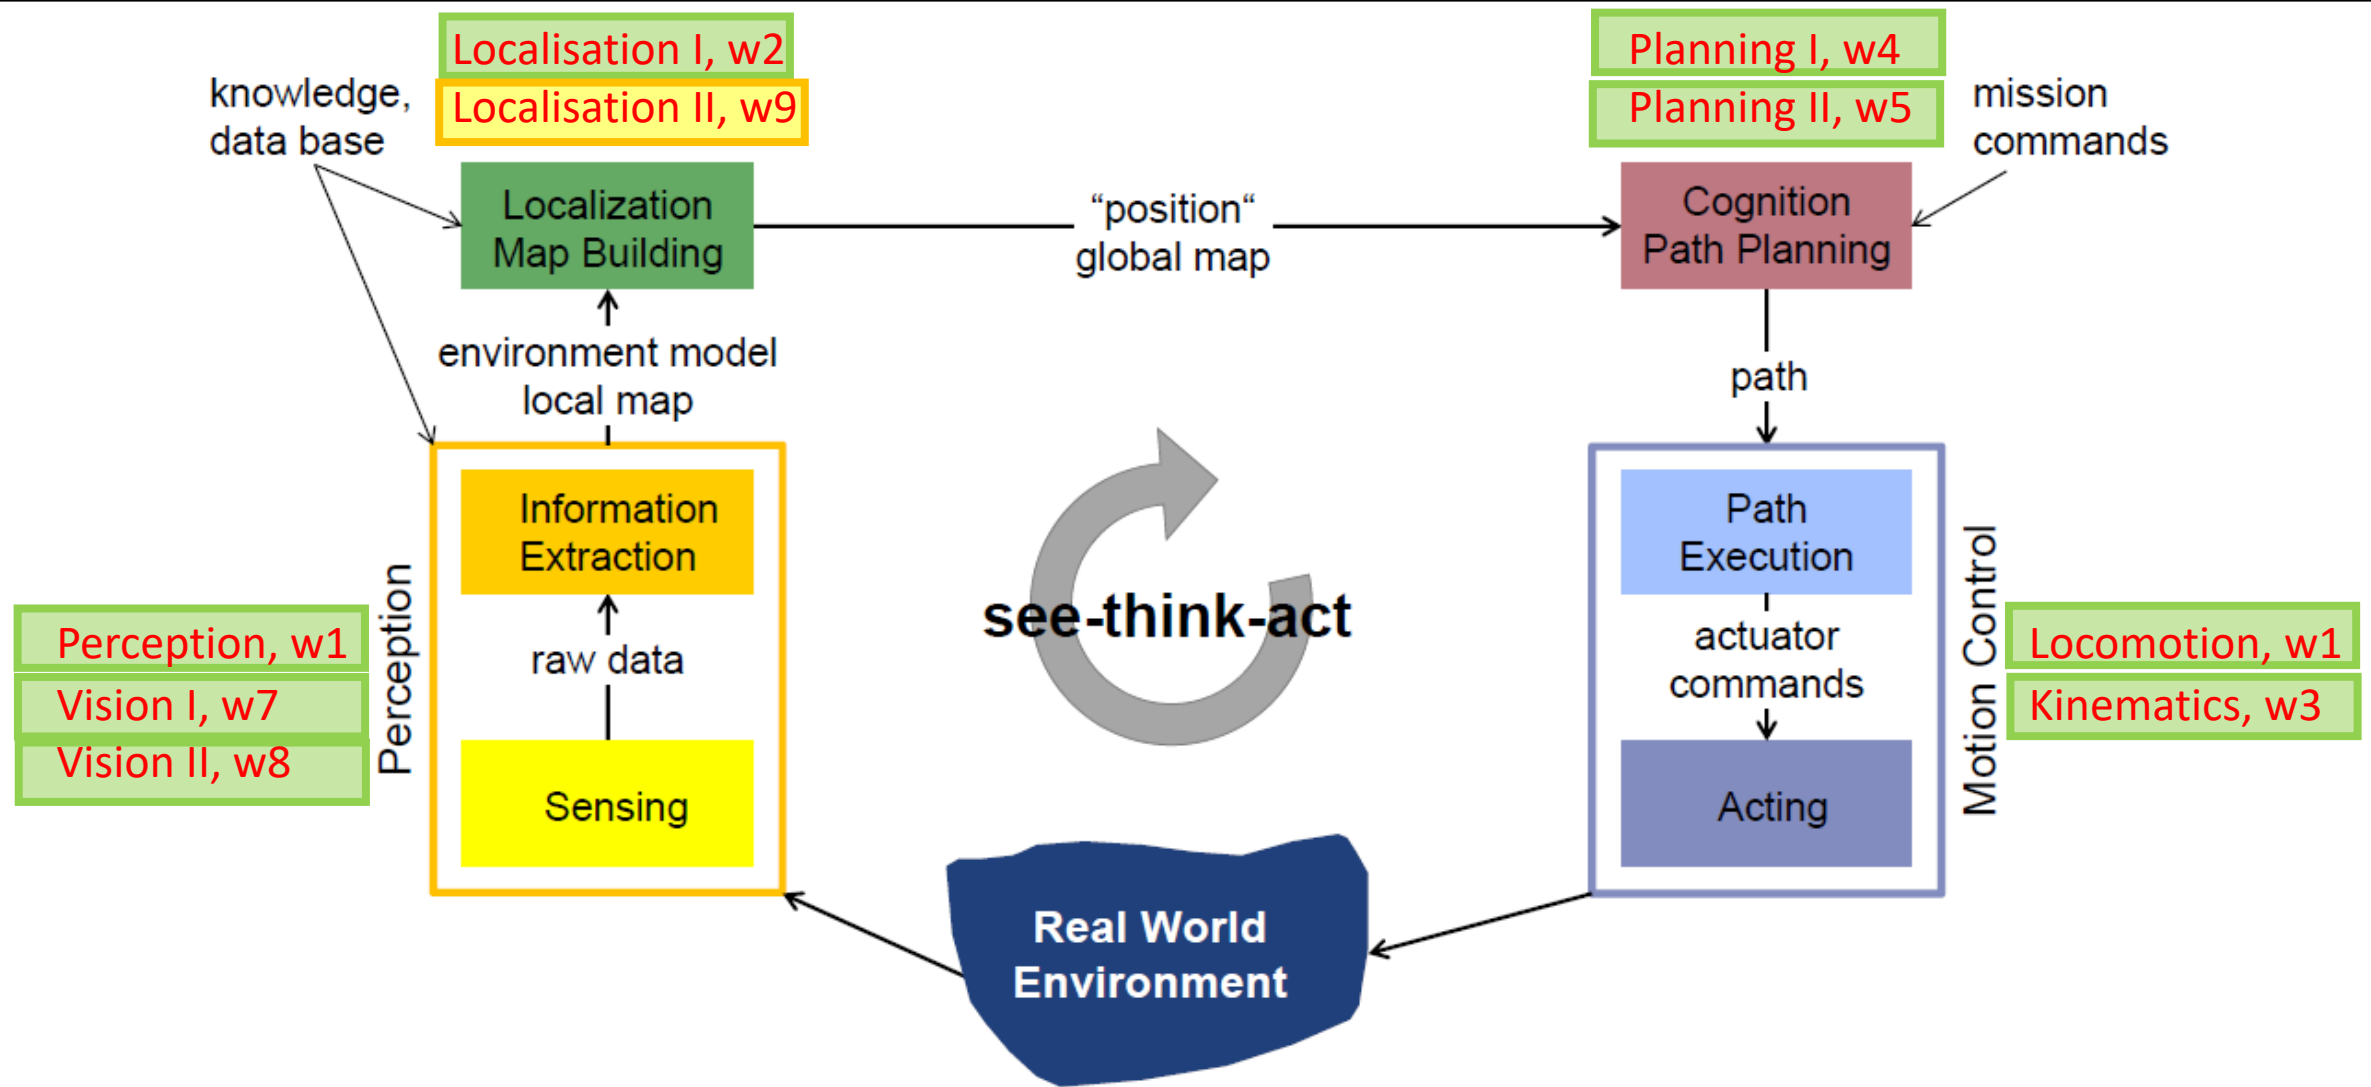 Localisation I, w2
Localisation II, w9
knowledge,
data base
Localization
Map Building
"position"
global map
Planning I, w4
Planning II, w5
mission
commands
Cognition
Path Planning
environment model
local map
path
Information
Extraction
raw data
Sensing
Perception
Perception, w1
Vision I, w7
Vision II, w8
see-think-act
Path
Execution
actuator
commands
Acting
Motion Control
Locomotion, w1
Kinematics, w3
Real World
Environment